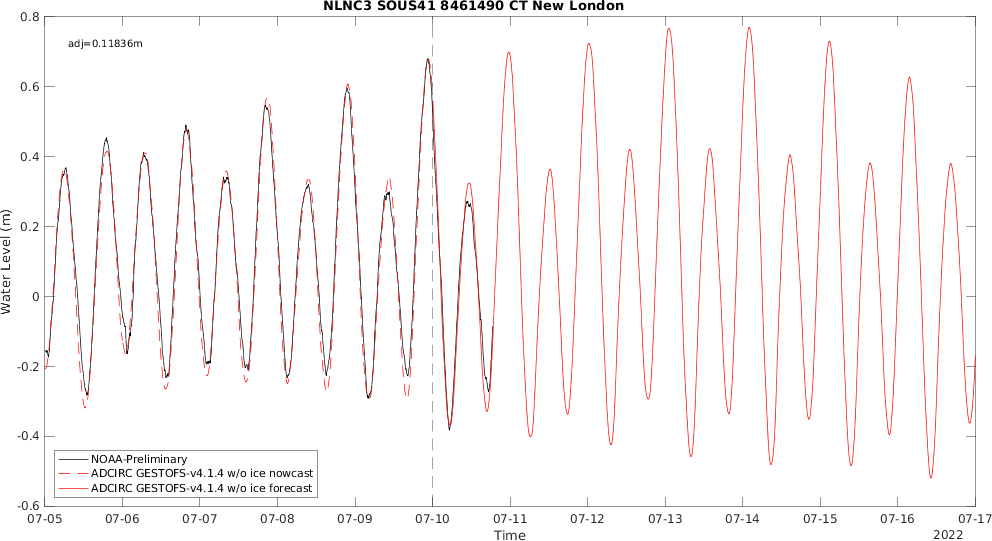 NLNC3 SOUS41 8461490 CT New London
adj=0.11836m
0.8
0.6
0.4
0.2
0
-0.2
-0.4
-0.6
Water Level (m)
NOAA-Preliminary
ADCIRC GESTOFS-v4.1.4 w/o ice nowcast
ADCIRC GESTOFS-v4.1.4 w/o ice forecast
07-05 07-06 07-07 07-08 07-09 07-10 07-11 07-12 07-13 07-14 07-15 07-16 07-17
Time
2022